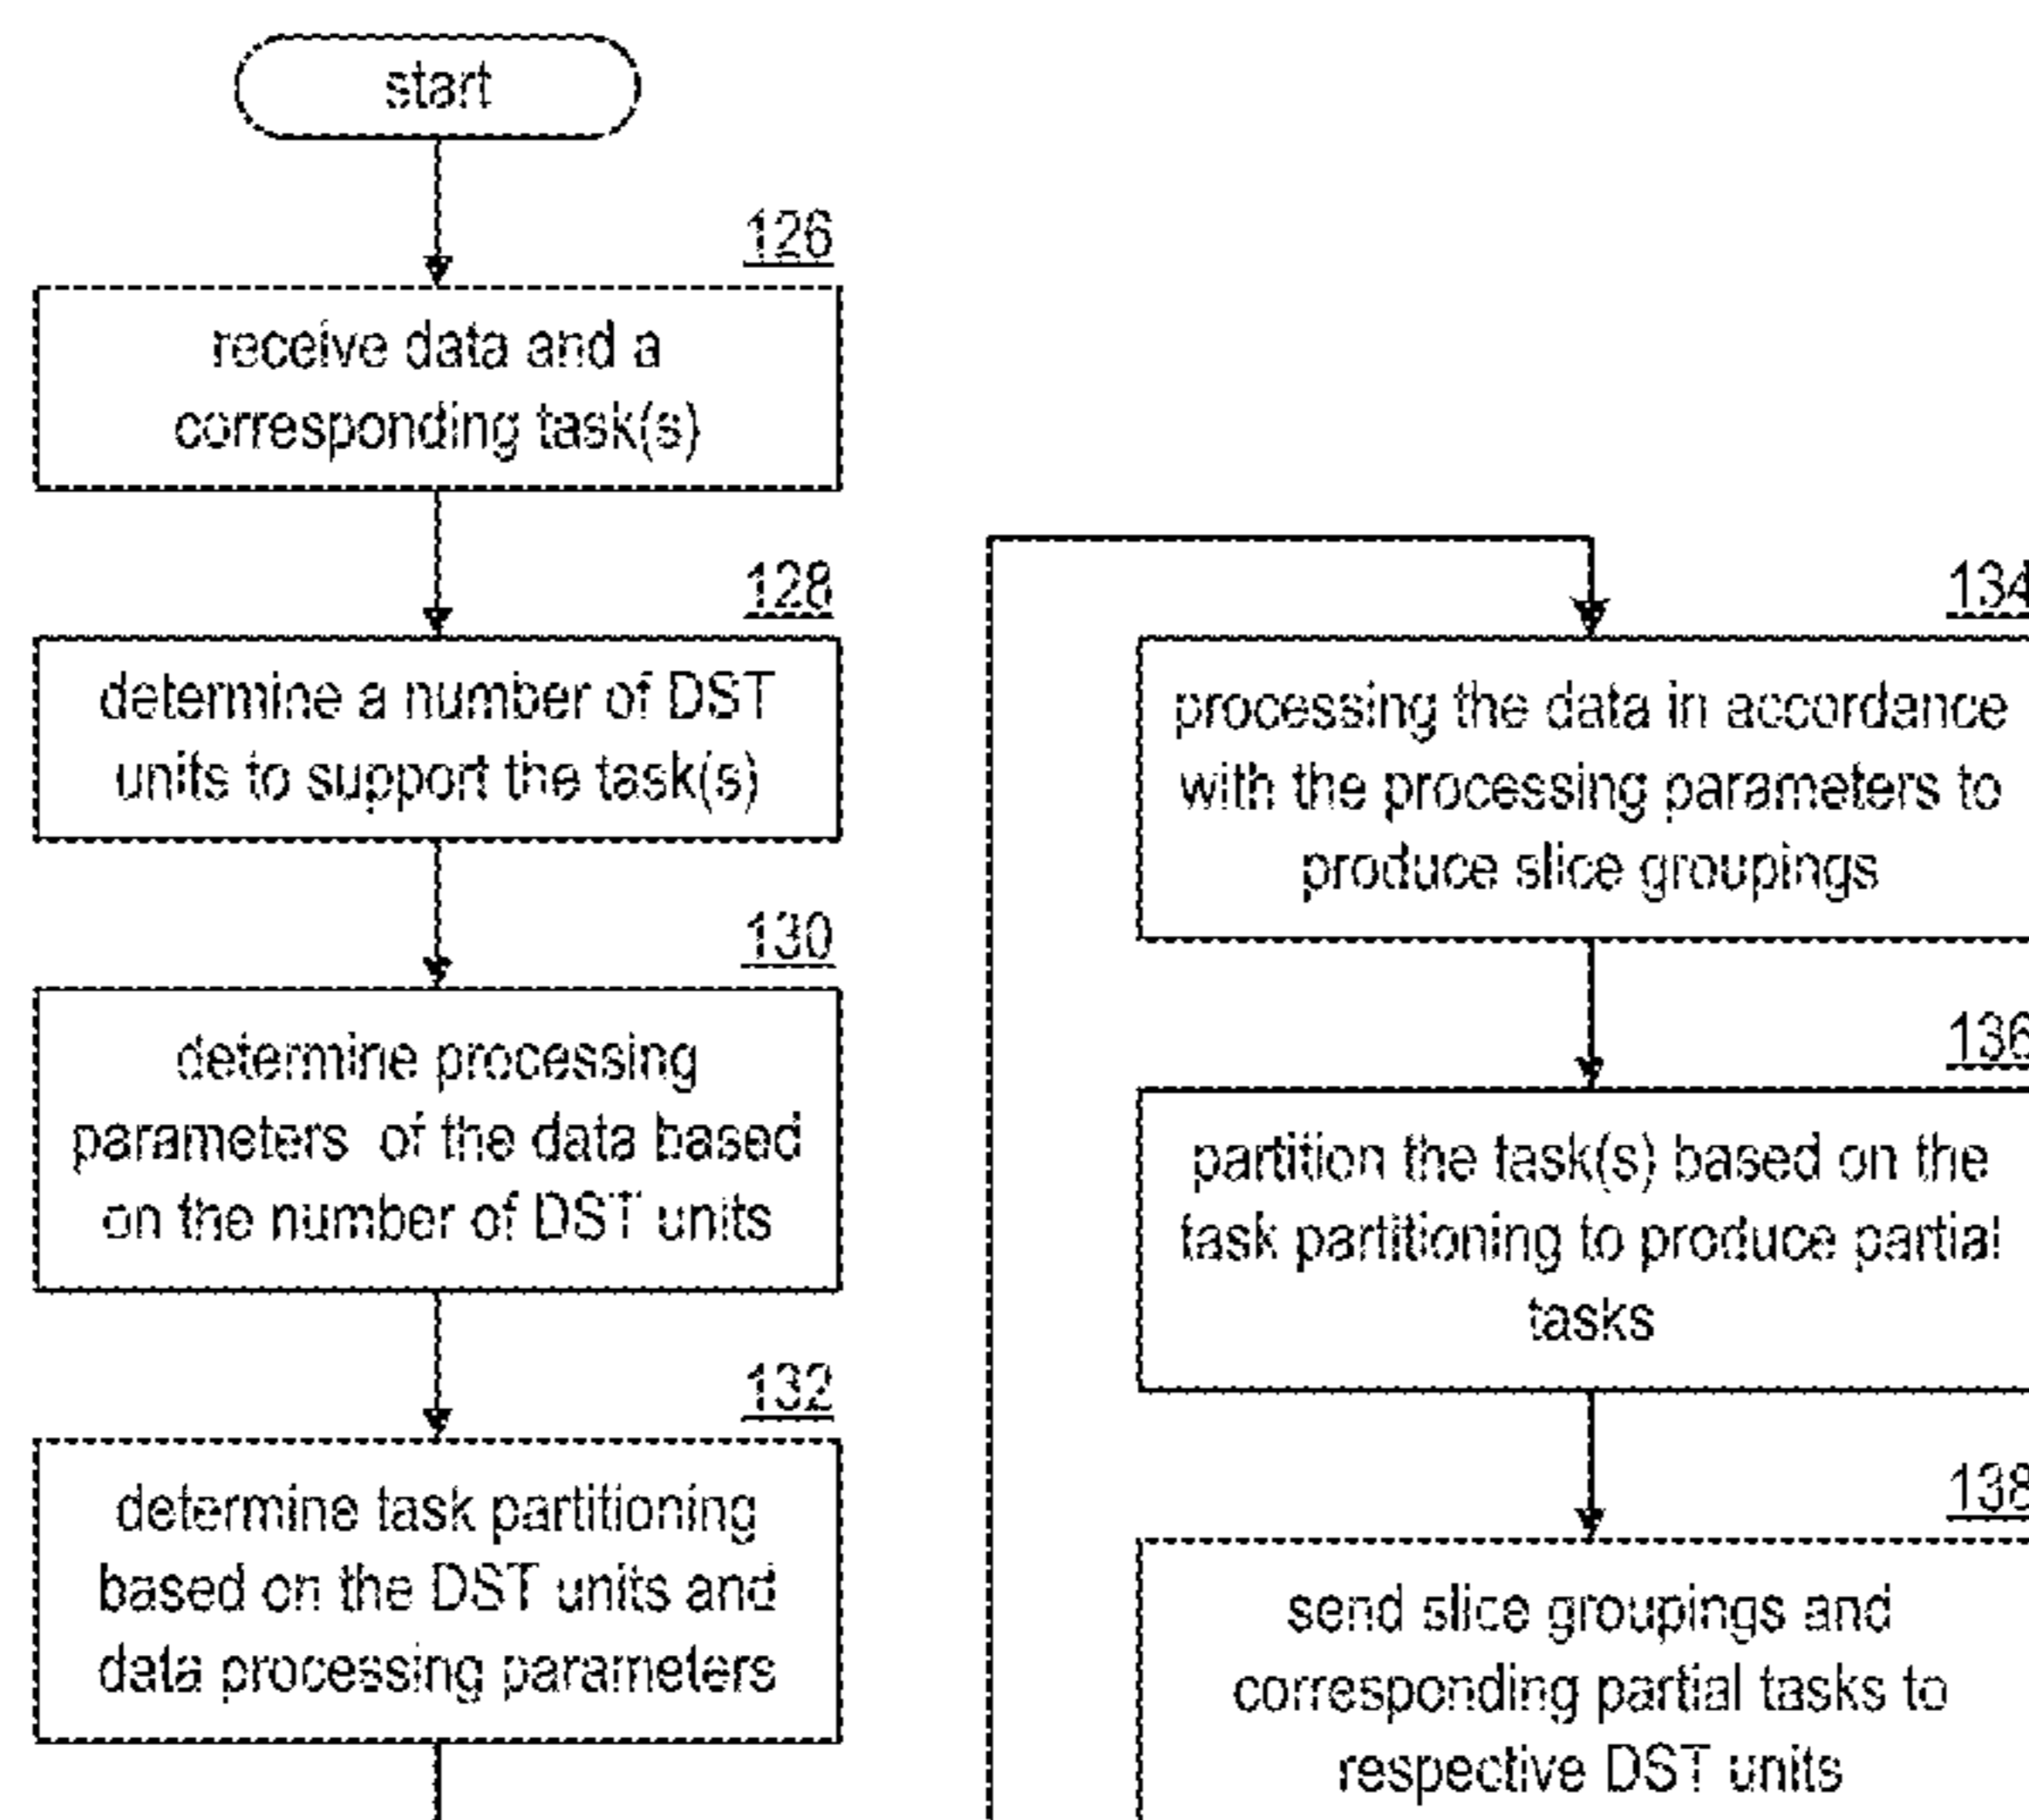 start
126
receive data and a
corresponding task(s)
128
determine a number of DST
units to support the task(s)
130
determine processing
parameters of the data based
on the number of DST units
132
determine task partitioning
based on the DST units and
data processing parameters
134
processing the data in accordance
with the processing parameters to
produce slice groupings
136
partition the task(s) based on the
task partitioning to produce partial
tasks
138
send slice groupings and
corresponding partial tasks to
respective DST units